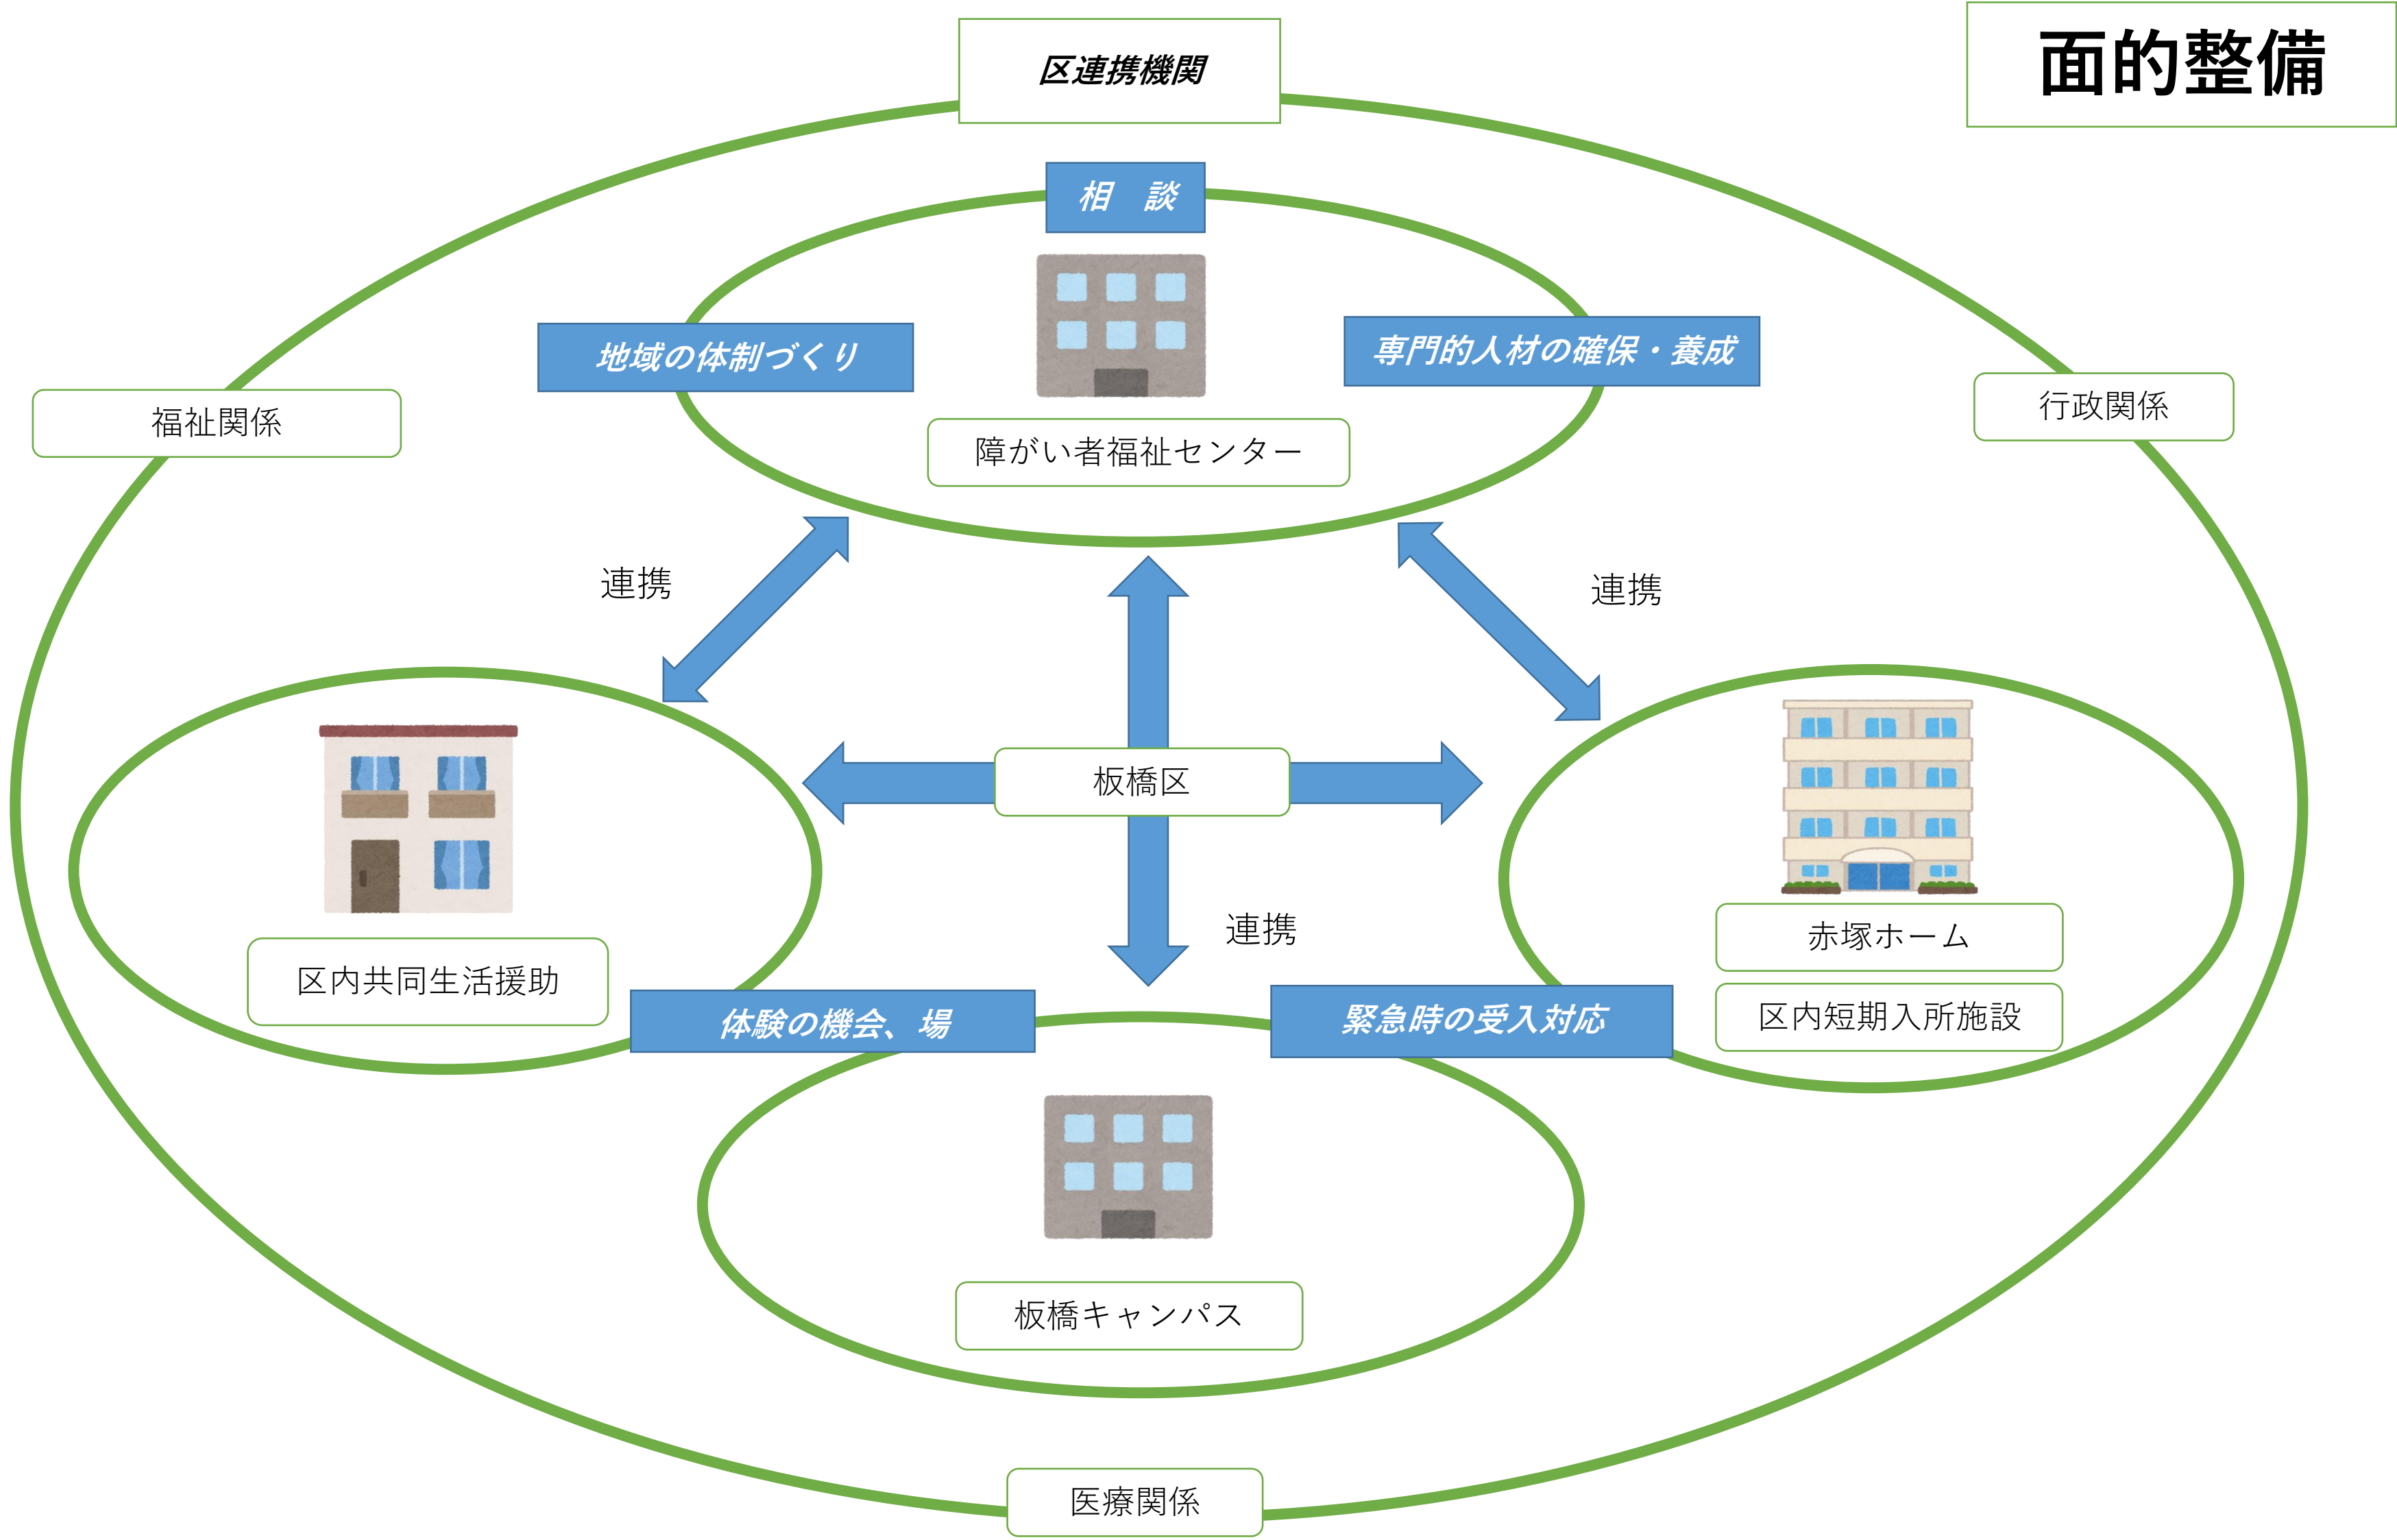 面的整備
区連携機関
相　談
地域の体制づくり
専門的人材の確保・養成
福祉関係
行政関係
障がい者福祉センター
連携
連携
板橋区
連携
赤塚ホーム
区内共同生活援助
区内短期入所施設
体験の機会、場
緊急時の受入対応
板橋キャンパス
医療関係